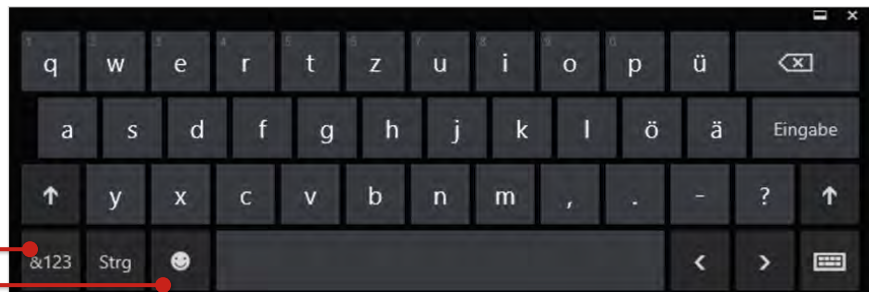 1 2 3 4 5 6 7 8 9 0
q w e r t z u i o p ü
a s d f g h j k l ö ä Eingabe
y x c v b n m , . - ?
&123 Strg